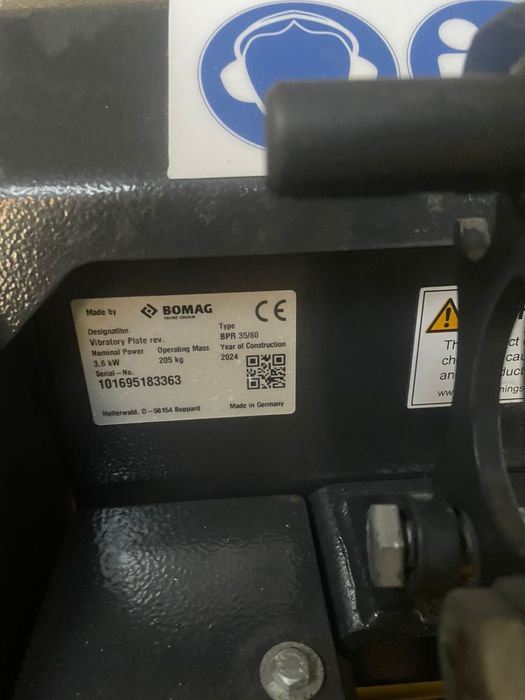 Made by BOMAG CE
FAYAT GROUP
Designation Type
Vibratory Plate rev. BPR 35/60
Nominal Power Operating Mass Year of Construction
3.6 kW 205 kg 2024
Serial-No.
101695183363
Hellerwald, D-56154 Boppard Made in Germany
Th
ch
and
www.